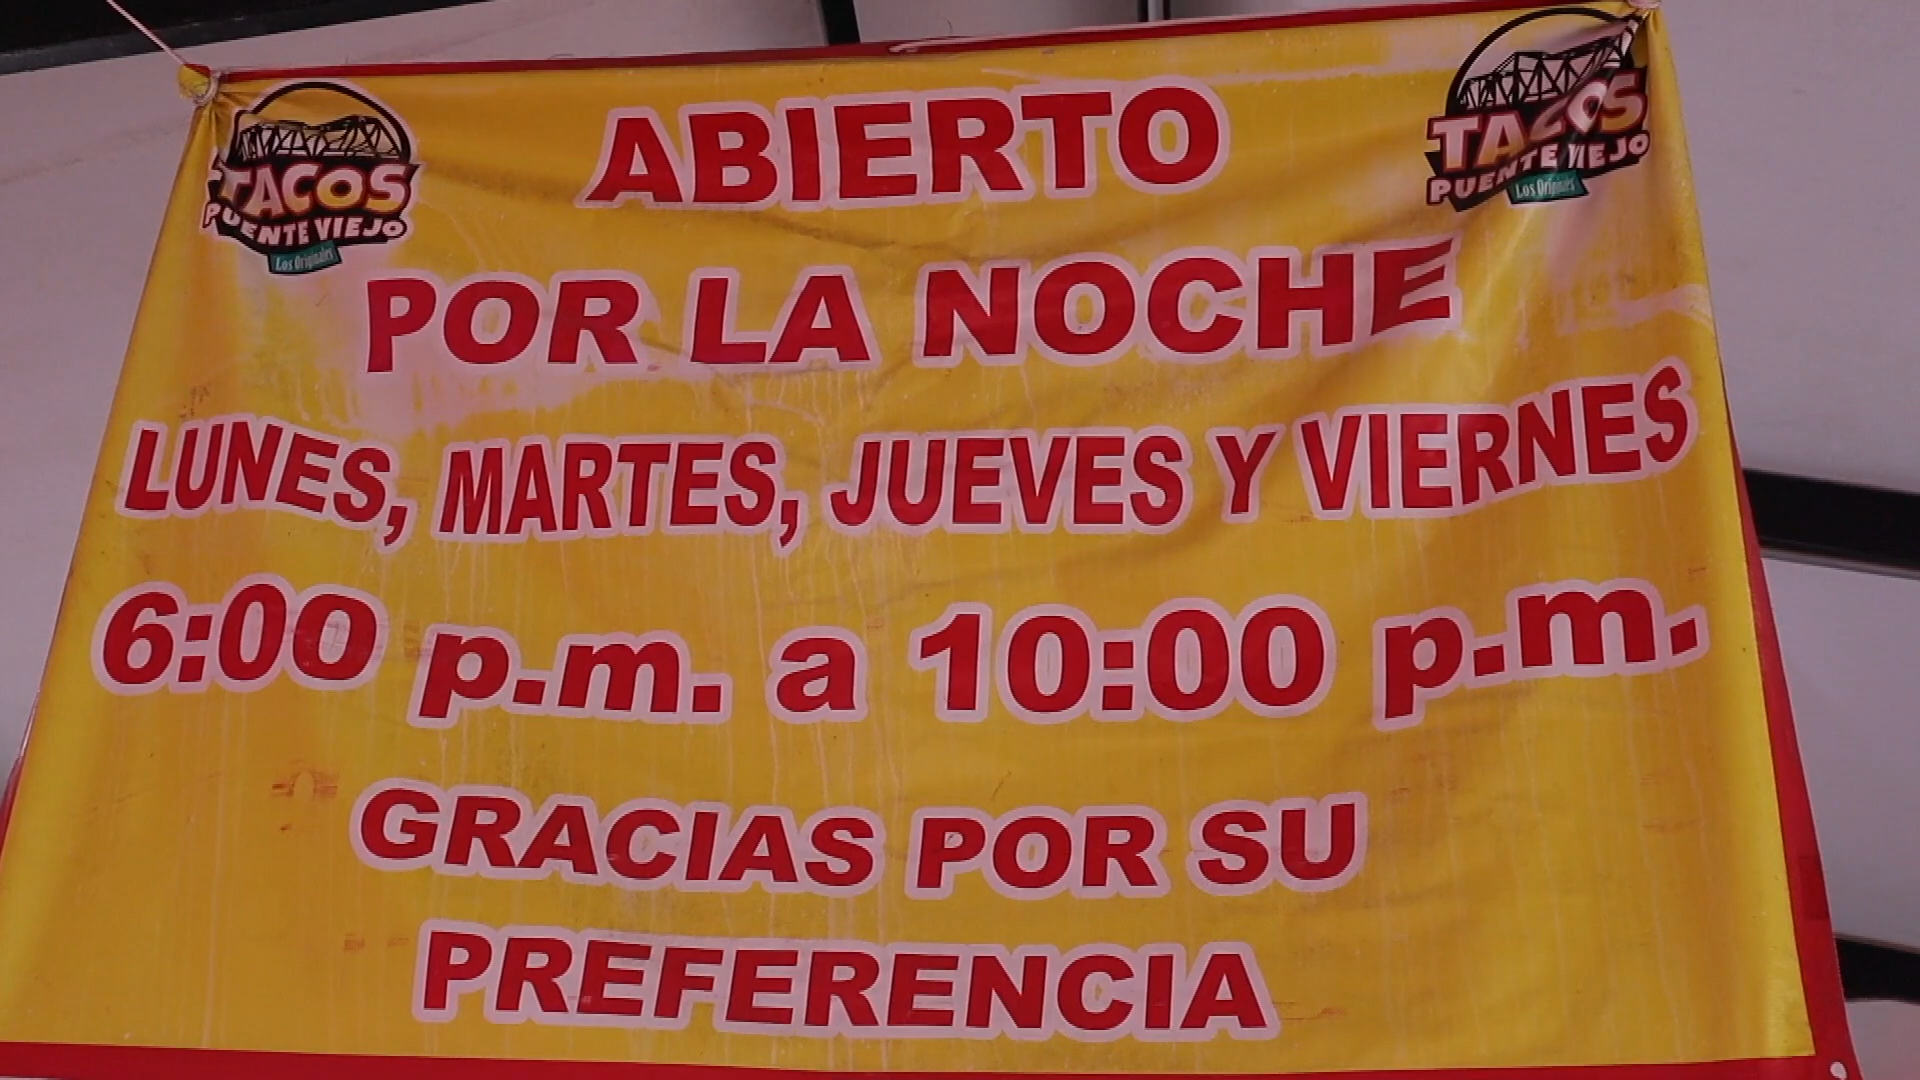 TACOS
PUENTE VIEJO
Los Originales
TACOS
PUENTE VIEJO
Los Originales
ABIERTO
POR LA NOCHE
LUNES, MARTES, JUEVES Y VIERNES
6:00 p.m. a 10:00 p.m.
GRACIAS POR SU
PREFERENCIA